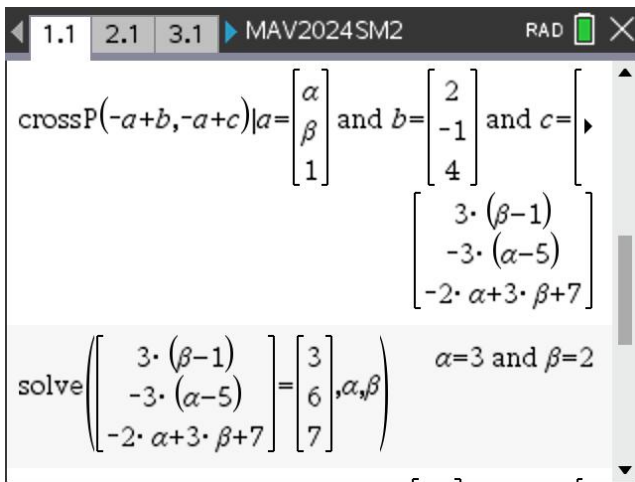 1.1 2.1 3.1 MAV2024SM2 RAD
crossP(-a+b,-a+c)|a=[α β 1] and b=[2 -1 4] and c=[
[3·(β-1) -3·(α-5) -2·α+3·β+7]
solve([3·(β-1) -3·(α-5) -2·α+3·β+7]=[3 6 7],α,β) α=3 and β=2